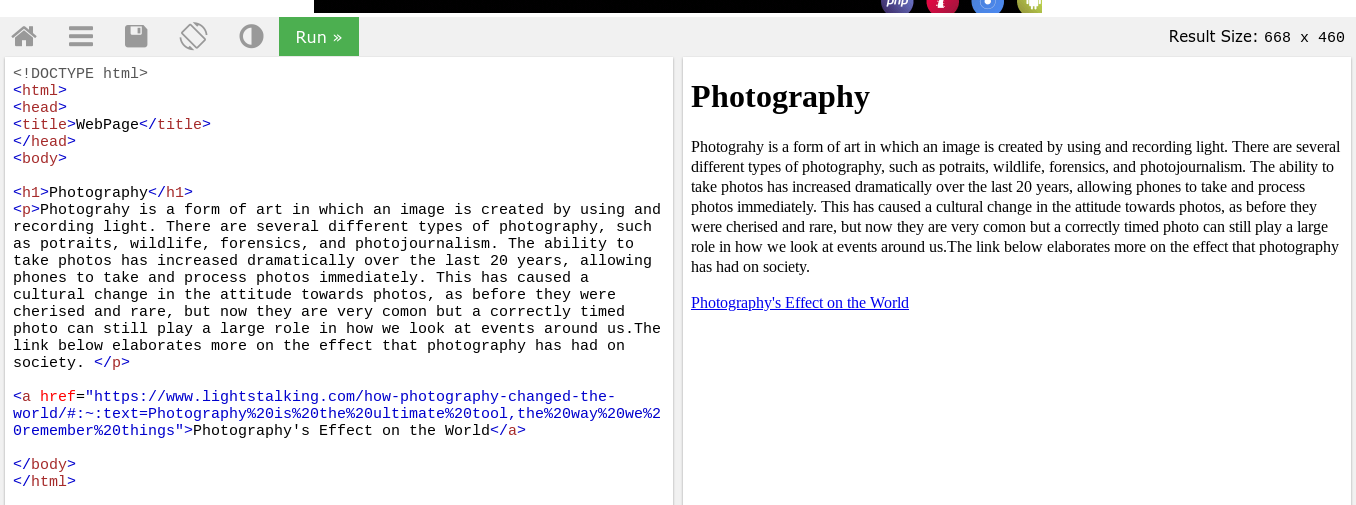 php
Run »
Result Size: 668 x 460
<!DOCTYPE html>
<html>
<head>
<title>WebPage</title>
</head>
<body>
<h1>Photography</h1>
<p>Photograhy is a form of art in which an image is created by using and
recording light. There are several different types of photography, such
as potraits, wildlife, forensics, and photojournalism. The ability to
take photos has increased dramatically over the last 20 years, allowing
phones to take and process photos immediately. This has caused a
cultural change in the attitude towards photos, as before they were
cherised and rare, but now they are very comon but a correctly timed
photo can still play a large role in how we look at events around us.The
link below elaborates more on the effect that photography has had on
society. </p>
<a href="https://www.lightstalking.com/how-photography-changed-the-
world/#:~:text=Photography%20is%20the%20ultimate%20tool,the%20way%20we%2
0remember%20things">Photography's Effect on the World</a>
</body>
</html>
Photography
Photograhy is a form of art in which an image is created by using and recording light. There are several
different types of photography, such as potraits, wildlife, forensics, and photojournalism. The ability to
take photos has increased dramatically over the last 20 years, allowing phones to take and process
photos immediately. This has caused a cultural change in the attitude towards photos, as before they
were cherised and rare, but now they are very comon but a correctly timed photo can still play a large
role in how we look at events around us.The link below elaborates more on the effect that photography
has had on society.
Photography's Effect on the World